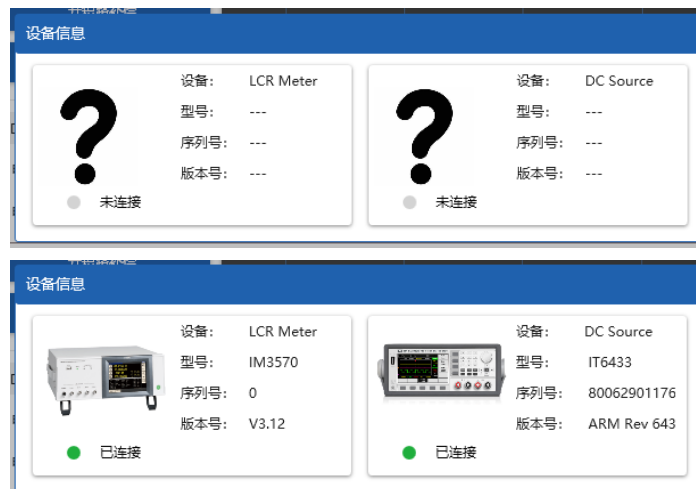 设备信息
设备: LCR Meter
型号: ---
序列号: ---
版本号: ---
未连接
设备: DC Source
型号: ---
序列号: ---
版本号: ---
未连接
设备信息
设备: LCR Meter
型号: IM3570
序列号: 0
版本号: V3.12
已连接
设备: DC Source
型号: IT6433
序列号: 80062901176
版本号: ARM Rev 643
已连接